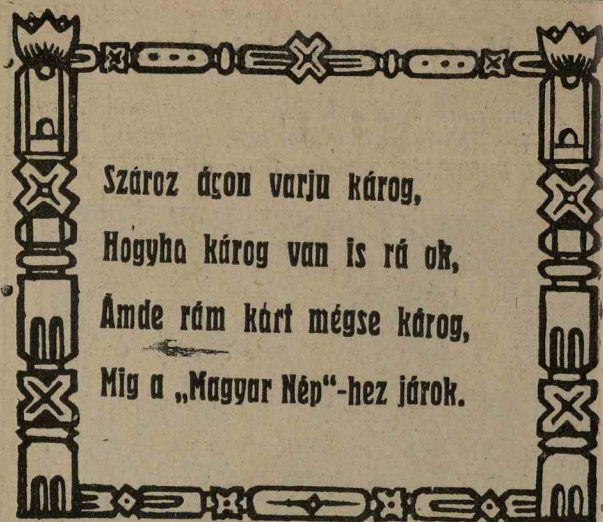 Szároz ágon varju károg,
Hogyha károg van is rá ok,
Ámde rám kárt mégse károg,
Mig a „Magyar Nép“-hez járok.